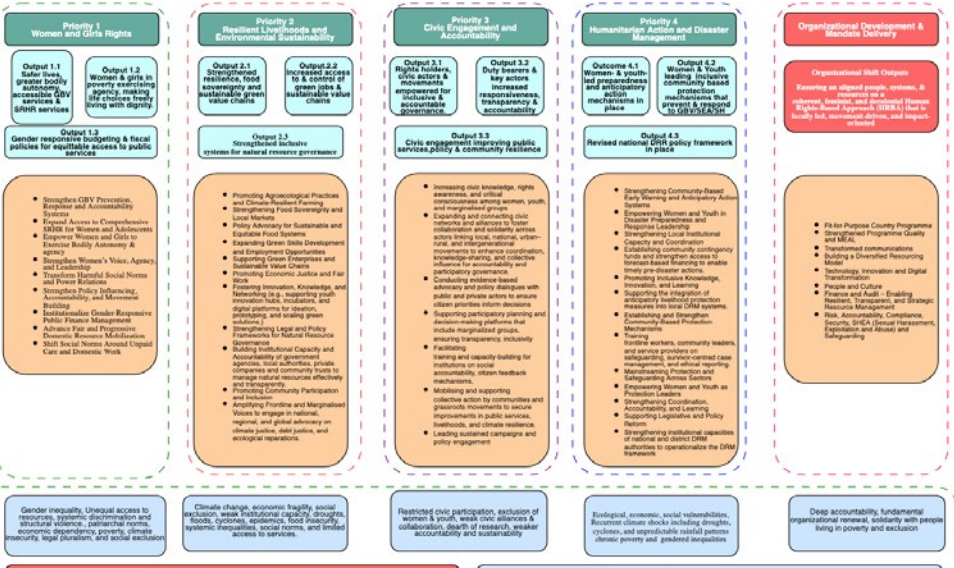 Priority 1
Women and Girls Rights
Output 1.1
Safer lives,
greater bodily
autonomy,
accessible GBV
services &
SRHR services
Output 1.2
Women & girls in
poverty exercising
agency, making
life choices freely
living with dignity.
Output 1.3
Gender responsive budgeting & fiscal
policies for equittable access to public
services
Strengthen GBV Prevention,
Response and Accountability
Systems
Expand Access to Comprehensive
SRHR for Women and Adolescents
Empower Women and Girls to
Exercise Bodily Autonomy &
agency
Strengthen Women's Voice, Agency,
and Leadership
Transform Harmful Social Norms
and Power Relations
Strengthen Policy Influencing,
Accountability, and Movement
Building
Institutionalize Gender-Responsive
Public Finance Management
Advance Fair and Progressive
Domestic Resource Mobilization
Shift Social Norms Around Unpaid
Care and Domestic Work
Gender inequality, Unequal access to
resources, systemic discrimination and
structural violence., patriarchal norms,
economic dependency, poverty, climate
insecurity, legal pluralism, and social exclusion
Priority 2
Resilient Livelihoods and
Environmental Sustainability
Output 2.1
Strengthened
resilience, food
sovereignty and
sustainable green
value chains
Output.2.2
Increased access
to & control of
green jobs &
sustainable value
chains
Output 2.3
Strengthened inclusive
systems for natural resource governance
Promoting Agroecological Practices
and Climate-Resilient Farming
Strengthening Food Sovereignty and
Local Markets
Policy Advocacy for Sustainable and
Equitable Food Systems
Expanding Green Skills Development
and Employment Opportunities
Supporting Green Enterprises and
Sustainable Value Chains
Promoting Economic Justice and Fair
Work
Fostering Innovation, Knowledge, and
Networking (e.g., supporting youth
innovation hubs, incubators, and
digital platforms for ideation,
prototyping, and scaling green
solutions.)
Strengthening Legal and Policy
Frameworks for Natural Resource
Governance
Building Institutional Capacity and
Accountability of government
agencies, local authorities, private
companies and community trusts to
manage natural resources effectively
and transparently.
Promoting Community Participation
and Inclusion
Amplifying Frontline and Marginalised
Voices to engage in national,
regional, and global advocacy on
climate justice, debt justice, and
ecological reparations.
Climate change, economic fragility, social
exclusion, weak institutional capacity, droughts,
floods, cyclones, epidemics, food insecurity,
systemic inequalities, social norms, and limited
access to services.
Priority 3
Civic Engagement and
Accountability
Output 3.1
Rights holders,
civic actors &
movements
empowered for
inclusive &
accountable
governance.
Output 3.2
Duty bearers &
key actors
increased
responsiveness,
transparency &
accountability
Output 3.3
Civic engagement improving public
services,policy & community resilience
Increasing civic knowledge, rights
awareness, and critical
consciousness among women, youth,
and marginalised groups
Expanding and connecting civic
networks and alliances to foster
collaboration and solidarity across
actors linking local, national, urban–
rural, and intergenerational
movements to enhance coordination,
knowledge-sharing, and collective
influence for accountability and
participatory governance.
Conducting evidence-based
advocacy and policy dialogues with
public and private actors to ensure
citizen priorities inform decisions
Supporting participatory planning and
decision-making platforms that
include marginalized groups,
ensuring transparency, inclusivity
Facilitating
training and capacity-building for
institutions on social
accountability, citizen feedback
mechanisms,
Mobilising and supporting
collective action by communities and
grassroots movements to secure
improvements in public services,
livelihoods, and climate resilience.
Leading sustained campaigns and
policy engagement
Restricted civic participation, exclusion of
women & youth, weak civic alliances &
collaboration, dearth of research, weaker
accountability and sustainability
Priority 4
Humanitarian Action and Disaster
Management
Outcome 4.1
Women- & youth-
led preparedness
and anticipatory
action
mechanisms in
place
Output 4.2
Women & Youth
leading inclusive
community based
protection
mechanisms that
prevent & respond
to GBV/SEA/SH
Output 4.3
Revised national DRR policy framework
in place
Strengthening Community-Based
Early Warning and Anticipatory Action
Systems
Empowering Women and Youth in
Disaster Preparedness and
Response Leadership
Strengthening Local Institutional
Capacity and Coordination
Establishing community contingency
funds and strengthen access to
forecast-based financing to enable
timely pre-disaster actions.
Promoting Inclusive Knowledge,
Innovation, and Learning
Supporting the integration of
anticipatory livelihood protection
measures into local DRM systems.
Establishing and Strengthen
Community-Based Protection
Mechanisms
Training
frontline workers, community leaders,
and service providers on
safeguarding, survivor-centred case
management, and ethical reporting.
Mainstreaming Protection and
Safeguarding Across Sectors
Empowering Women and Youth as
Protection Leaders
Strengthening Coordination,
Accountability, and Learning
Supporting Legislative and Policy
Reform
Strengthening institutional capacities
of national and district DRM
authorities to operationalize the DRM
framework
Ecological, economic, social vulnerabilities,
Recurrent climate shocks including droughts,
cyclones, and unpredictable rainfall patterns
chronic poverty and gendered inequalities
Organizational Development &
Mandate Delivery
Organizational Shift Outputs
Ensuring an aligned people, systems, &
resources on a
coherent, feminist, and decolonial Human
Rights-Based Approach (HRBA) that is
locally led, movement-driven, and impact-
oriented
Fit for Purpose Country Programme
Strengthened Programme Quality
and MEAL
Transformed communications
Building a Diversified Resourcing
Model
Technology, Innovation and Digital
Transformation
People and Culture
Finance and Audit – Enabling
Resilient, Transparent, and Strategic
Resource Management
Risk, Accountability, Compliance,
Security, SHEA (Sexual Harassment,
Exploitation and Abuse) and
Safeguarding
Deep accountability, fundamental
organizational renewal, solidarity with people
living in poverty and exclusion